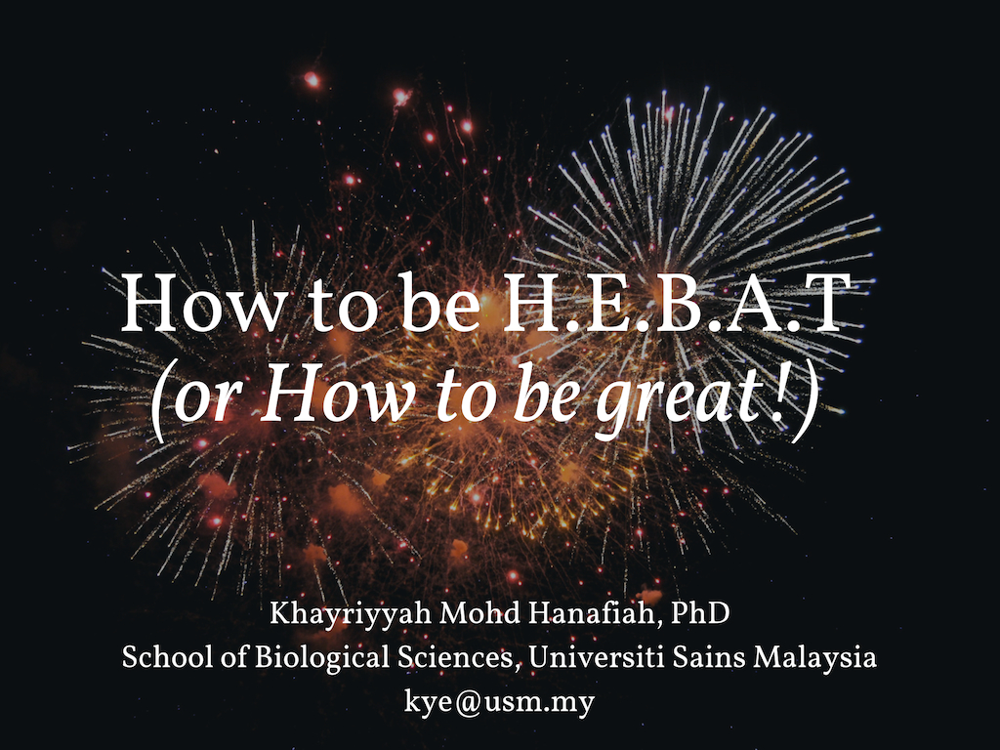 How to be H.E.B.A.T
(or How to be great!)
Khayriyyah Mohd Hanafiah, PhD
School of Biological Sciences, Universiti Sains Malaysia
kye@usm.my